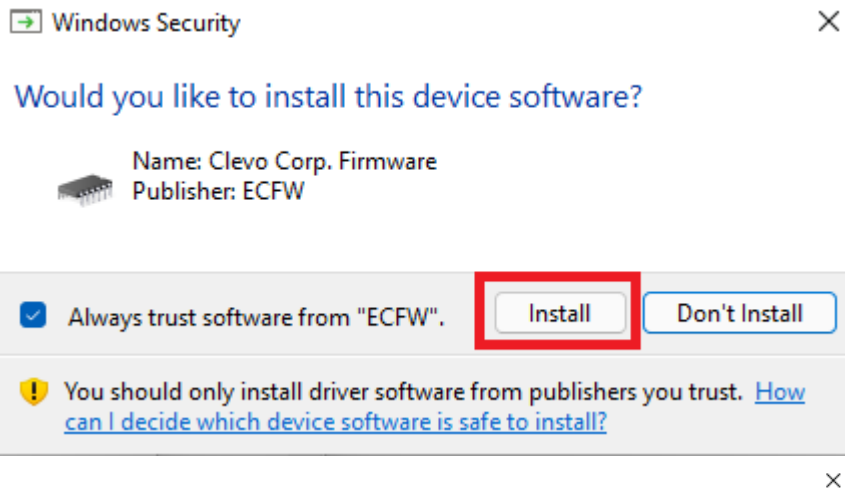 Windows Security
Would you like to install this device software?
Name: Clevo Corp. Firmware
Publisher: ECFW
Always trust software from "ECFW".
Install
Don't Install
You should only install driver software from publishers you trust. How
can I decide which device software is safe to install?